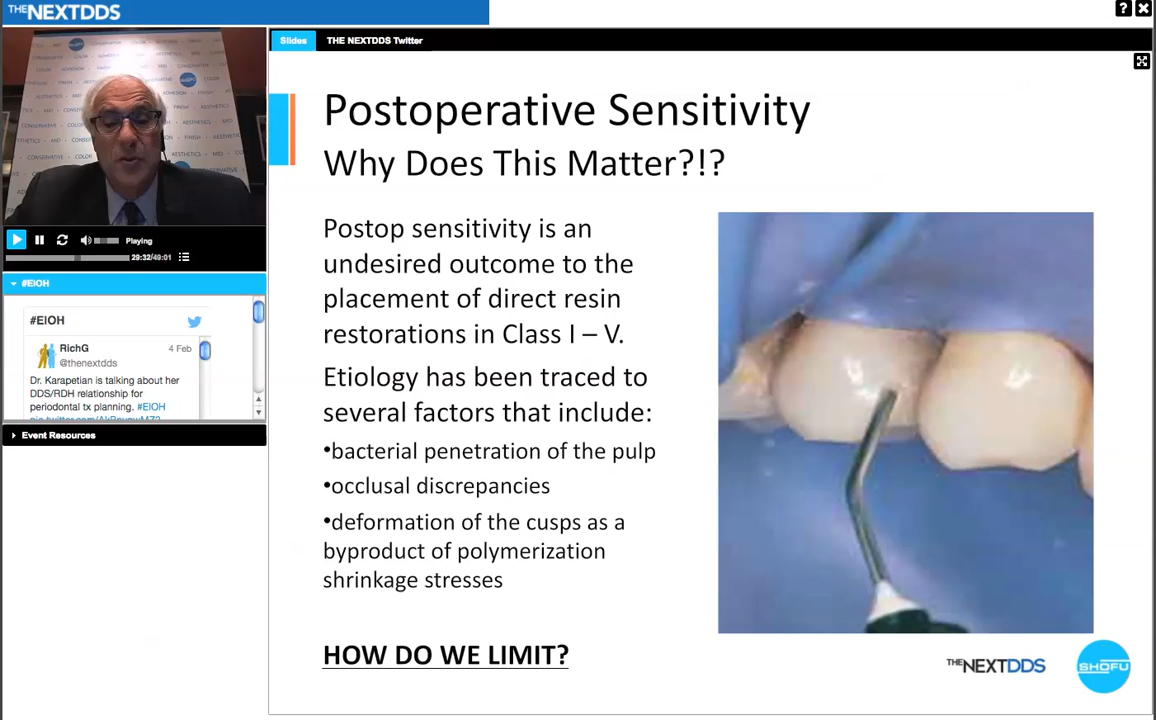 THENEXTDDS
Slides
THE NEXTDDS Twitter
Playing
29:32/49:01
#EIOH
#EIOH
RichG
4 Feb
@thenextdds
Dr. Karapetian is talking about her
DDS/RDH relationship for
periodontal tx planning. #EIOH
Event Resources
Postoperative Sensitivity
Why Does This Matter?!?
Postop sensitivity is an
undesired outcome to the
placement of direct resin
restorations in Class I – V.
Etiology has been traced to
several factors that include:
•bacterial penetration of the pulp
•occlusal discrepancies
•deformation of the cusps as a
byproduct of polymerization
shrinkage stresses
HOW DO WE LIMIT?
THENEXTDDS
SHOFU